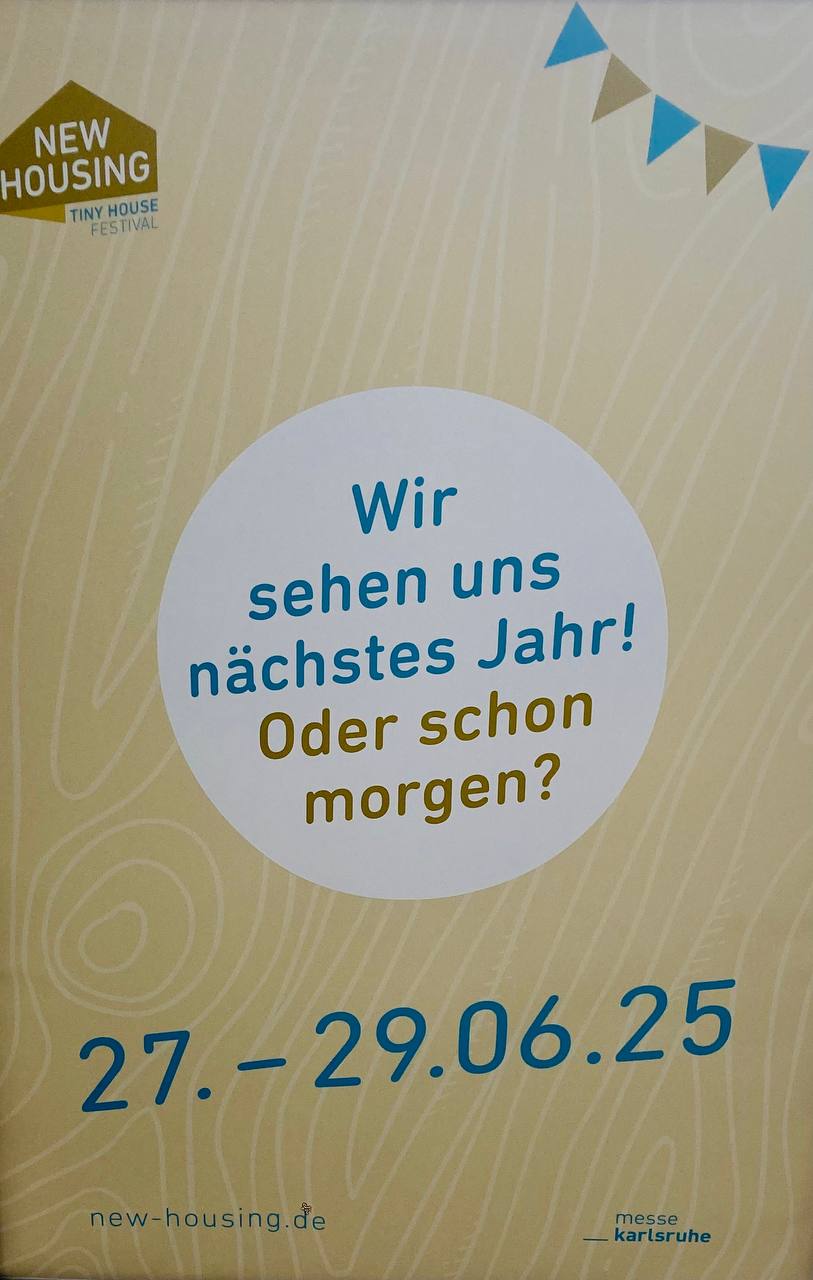 NEW
HOUSING
TINY HOUSE
FESTIVAL
Wir
sehen uns
nächstes Jahr!
Oder schon
morgen?
27. – 29.06.25
new-housing.de
messe
karlsruhe